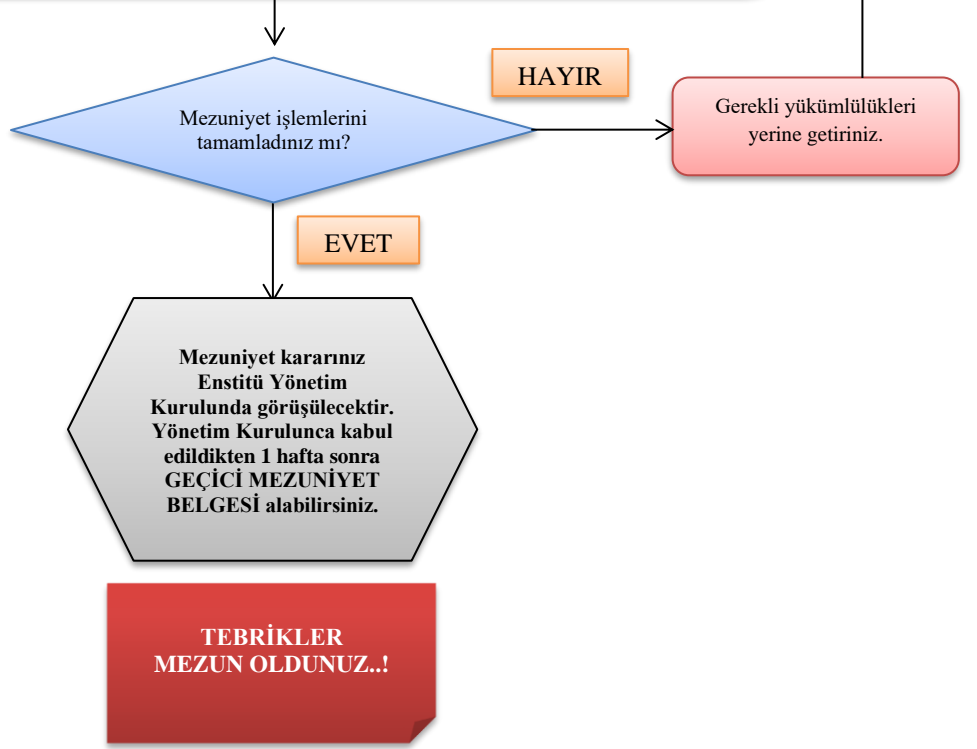 HAYIR
Mezuniyet işlemlerini
tamamladınız mı?
Gerekli yükümlülükleri
yerine getiriniz.
EVET
Mezuniyet kararınız
Enstitü Yönetim
Kurulunda görüşülecektir.
Yönetim Kurulunca kabul
edildikten 1 hafta sonra
GEÇİCİ MEZUNİYET
BELGESİ alabilirsiniz.
TEBRİKLER
MEZUN OLDUNUZ..!